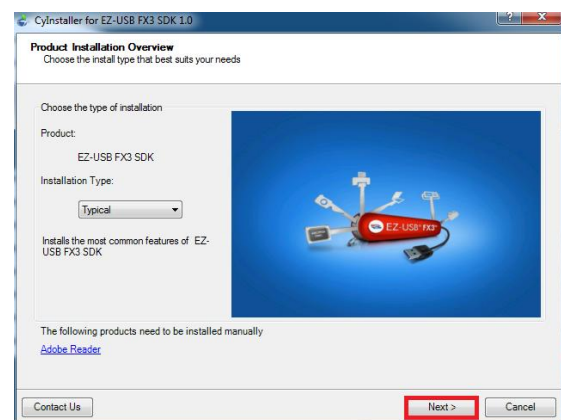 CyInstaller for EZ-USB FX3 SDK 1.0
Product Installation Overview
Choose the install type that best suits your needs
Choose the type of installation
Product:
EZ-USB FX3 SDK
Installation Type:
Typical
Installs the most common features of EZ-
USB FX3 SDK
EZ-USB® FX3™
The following products need to be installed manually
Adobe Reader
Contact Us
Next >
Cancel